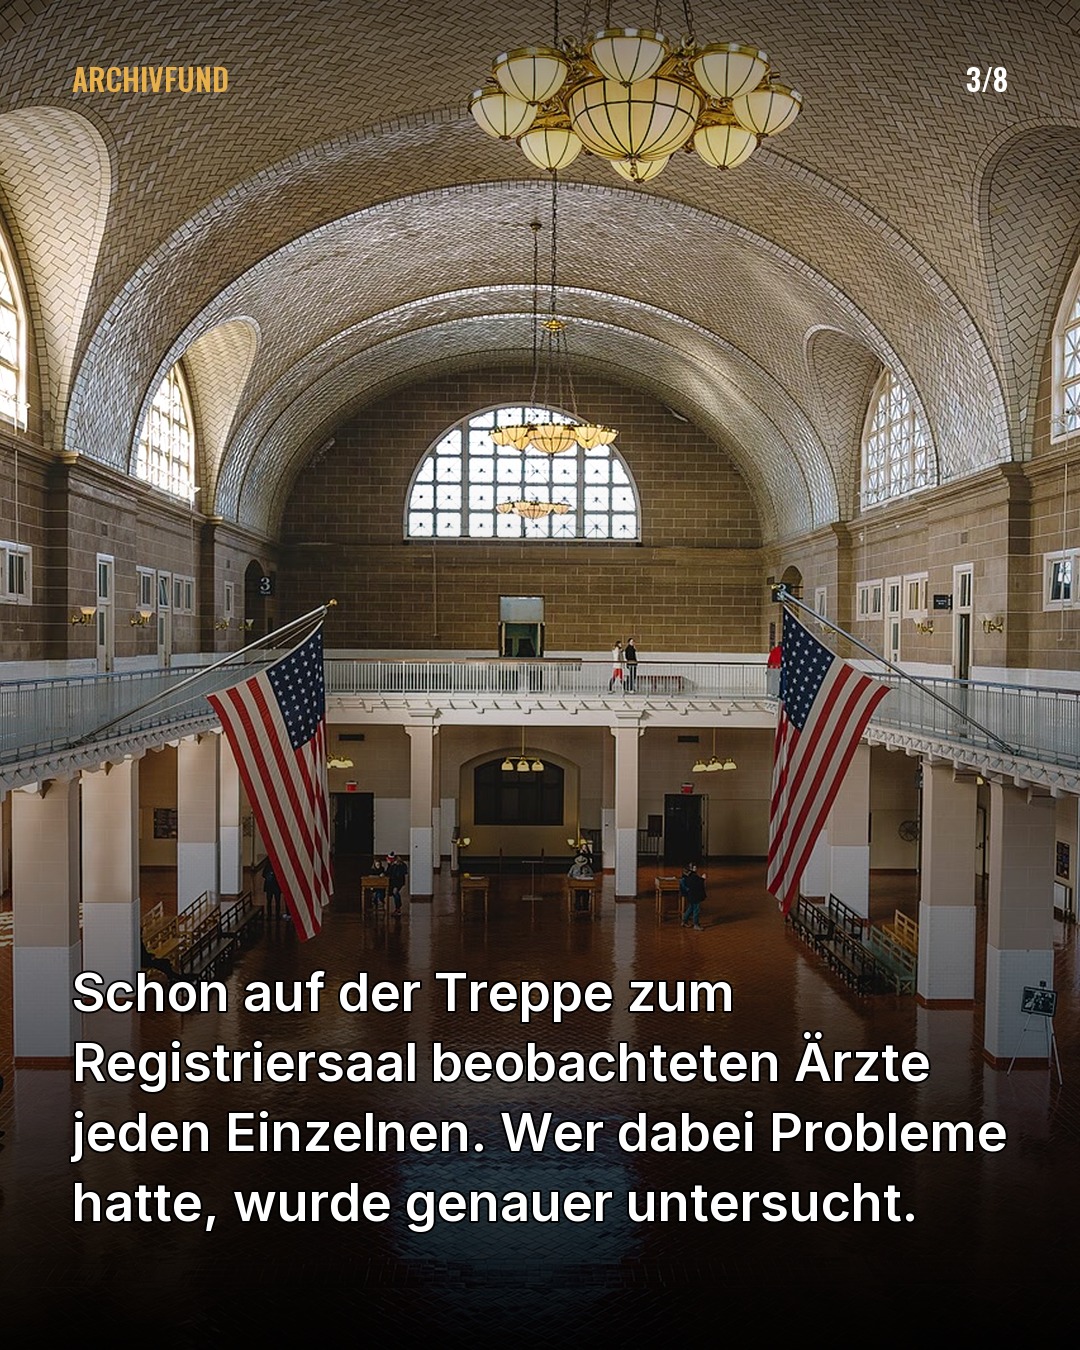 ARCHIVFUND
3/8
3
Schon auf der Treppe zum
Registriersaal beobachteten Ärzte
jeden Einzelnen. Wer dabei Probleme
hatte, wurde genauer untersucht.